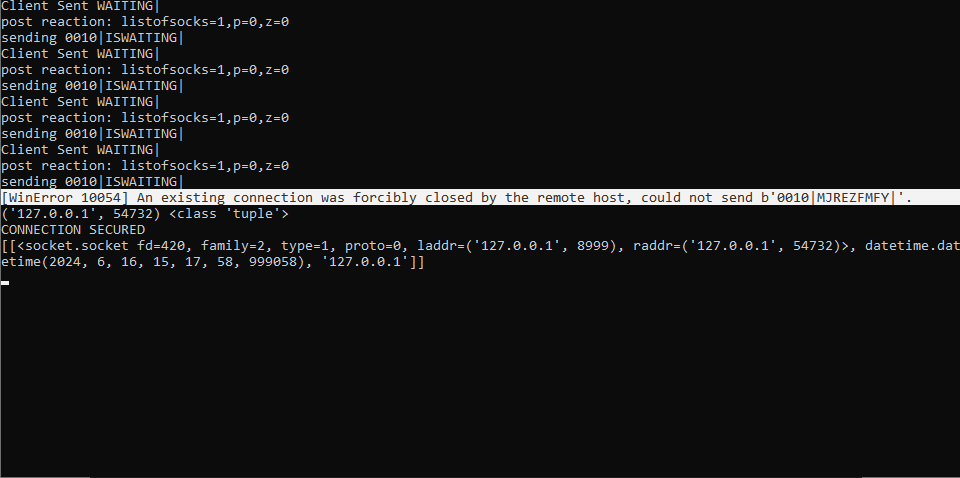 Client Sent WAITING|
post reaction: listofsocks=1,p=0,z=0
sending 0010|ISWAITING|
Client Sent WAITING|
post reaction: listofsocks=1,p=0,z=0
sending 0010|ISWAITING|
Client Sent WAITING|
post reaction: listofsocks=1,p=0,z=0
sending 0010|ISWAITING|
Client Sent WAITING|
post reaction: listofsocks=1,p=0,z=0
sending 0010|ISWAITING|
[WinError 10054] An existing connection was forcibly closed by the remote host, could not send b'0010|MJREZFMFY|'.
('127.0.0.1', 54732) <class 'tuple'>
CONNECTION SECURED
[[<socket.socket fd=420, family=2, type=1, proto=0, laddr=('127.0.0.1', 8999), raddr=('127.0.0.1', 54732)>, datetime.dat
etime(2024, 6, 16, 15, 17, 58, 999058), '127.0.0.1']]